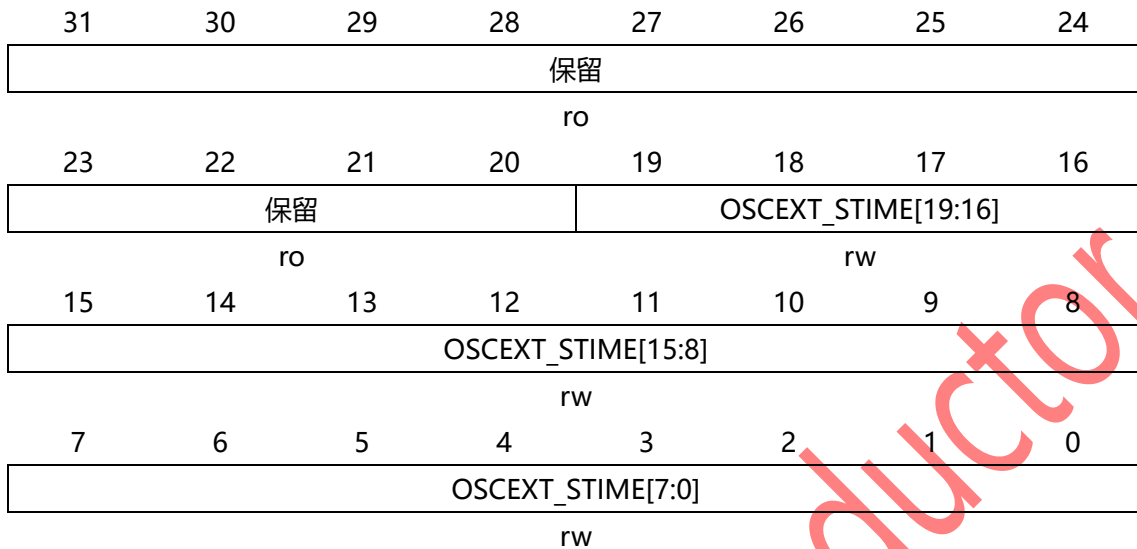 31 30 29 28 27 26 25 24
保留
ro
23 22 21 20 19 18 17 16
保留 OSCEXT_STIME[19:16]
ro rw
15 14 13 12 11 10 9 8
OSCEXT_STIME[15:8]
rw
7 6 5 4 3 2 1 0
OSCEXT_STIME[7:0]
rw
ductor